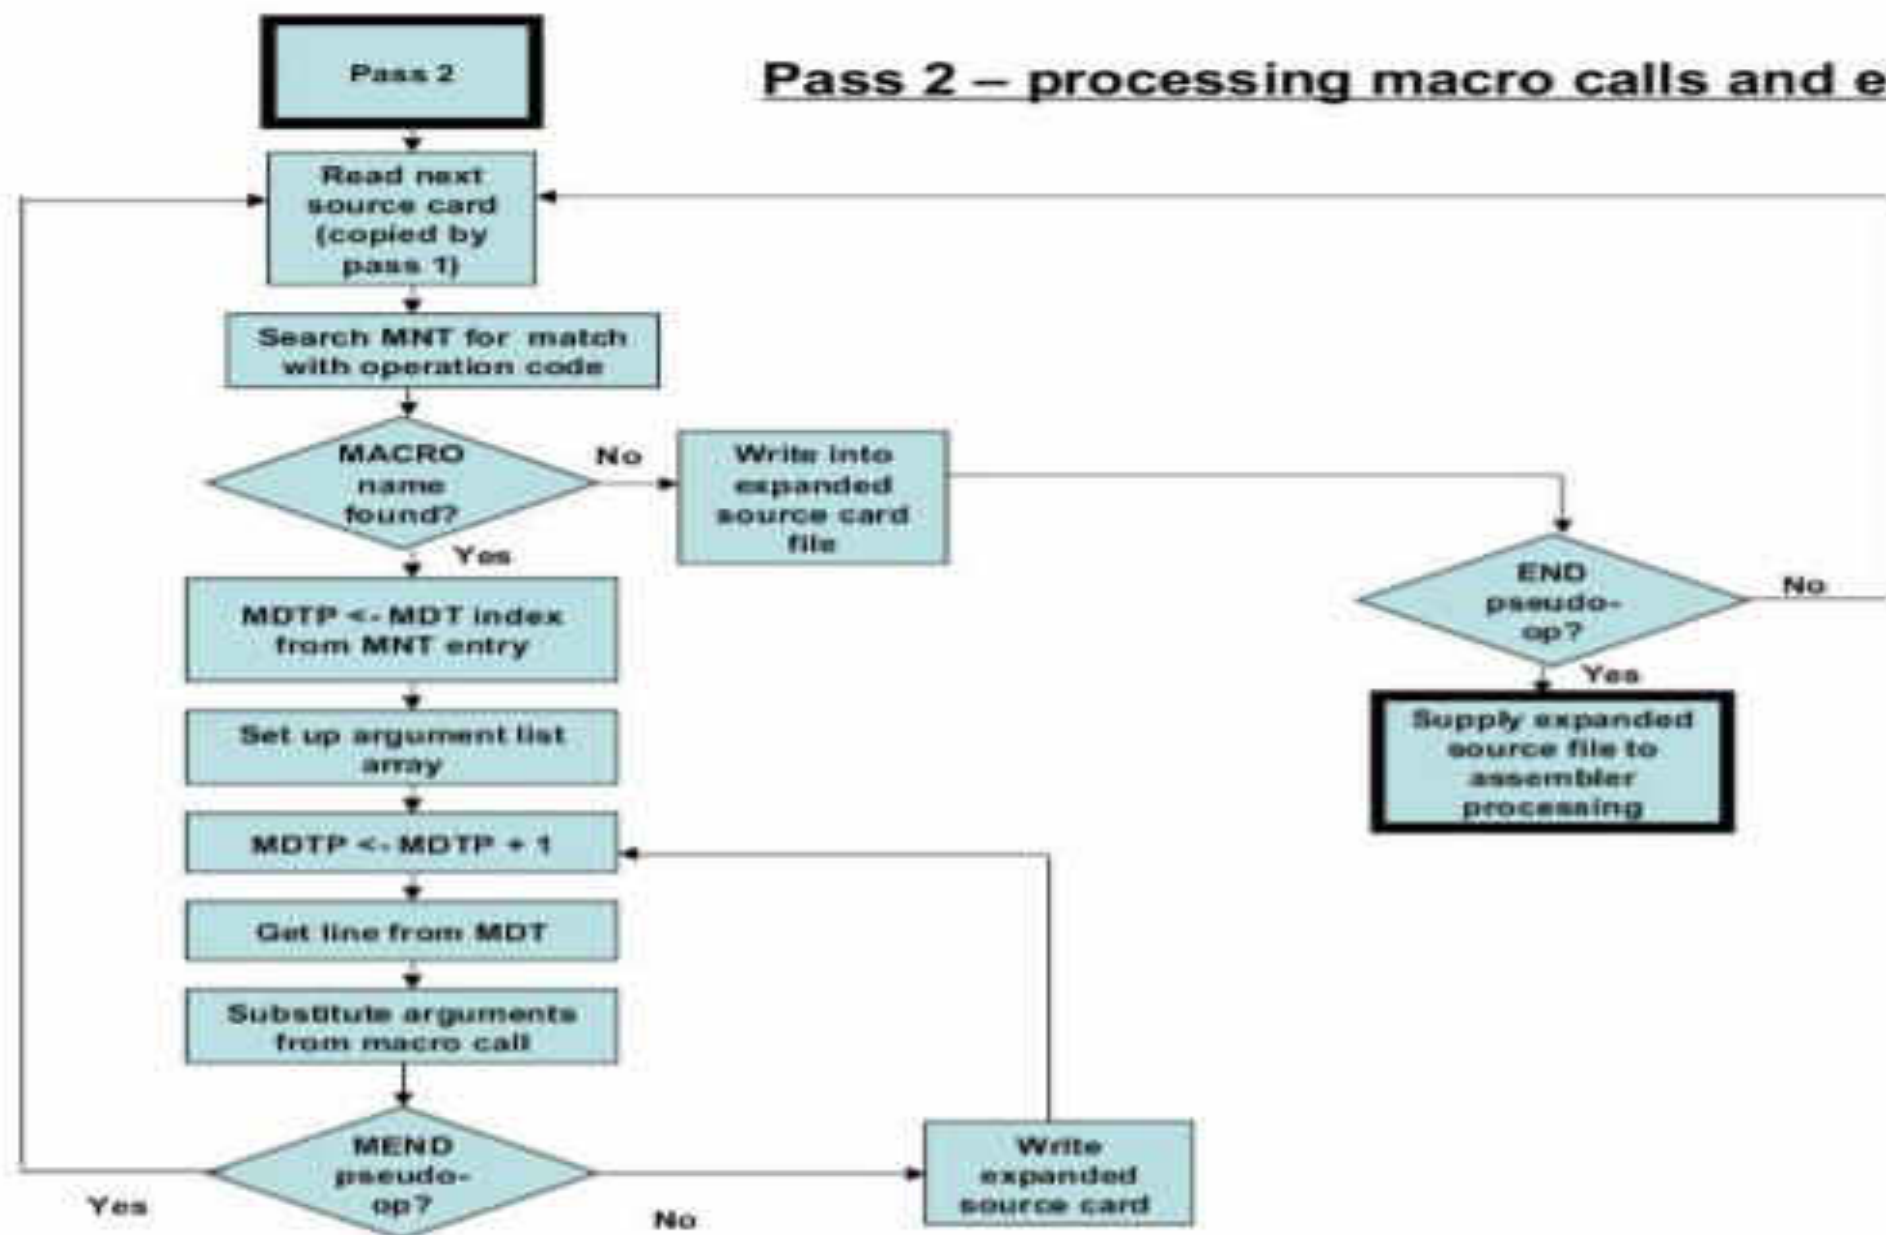 Pass 2
Pass 2 – processing macro calls and e
Read next
source card
(copied by
pass 1)
Search MNT for match
with operation code
MACRO
name
found?
No
Write into
expanded
source card
file
Yes
END
pseudo-
op?
No
MDTP <- MDT index
from MNT entry
Yes
Supply expanded
source file to
assembler
processing
Set up argument list
array
MDTP <- MDTP + 1
Get line from MDT
Substitute arguments
from macro call
MEND
pseudo-
op?
Yes
No
Write
expanded
source card